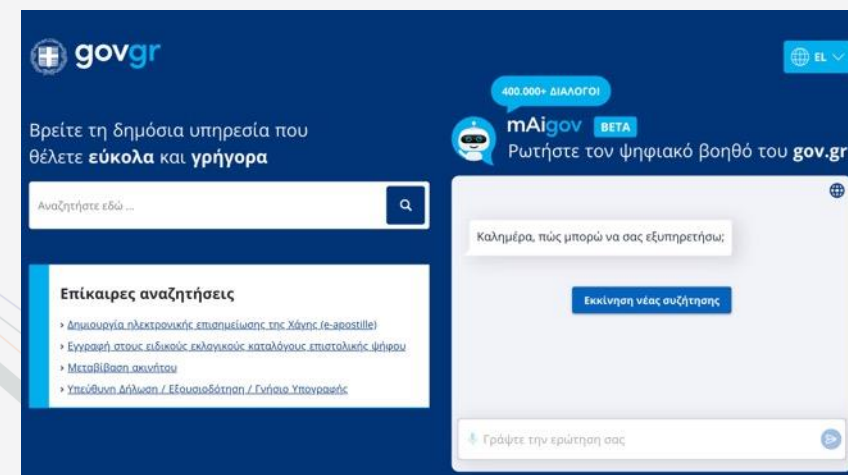 govgr
EL
Βρείτε τη δημόσια υπηρεσία που
θέλετε εύκολα και γρήγορα
Αναζητήστε εδώ ...
Επίκαιρες αναζητήσεις
› Δημιουργία ηλεκτρονικής επισημείωσης της Χάγης (e-apostille)
› Εγγραφή στους ειδικούς εκλογικούς καταλόγους επιστολικής ψήφου
› Μεταβίβαση ακινήτου
› Υπεύθυνη Δήλωση / Εξουσιοδότηση / Γνήσιο Υπογραφής
400.000+ ΔΙΑΛΟΓΟΙ
mAigov BETA
Ρωτήστε τον ψηφιακό βοηθό του gov.gr
Καλημέρα, πώς μπορώ να σας εξυπηρετήσω;
Εκκίνηση νέας συζήτησης
Γράψτε την ερώτηση σας